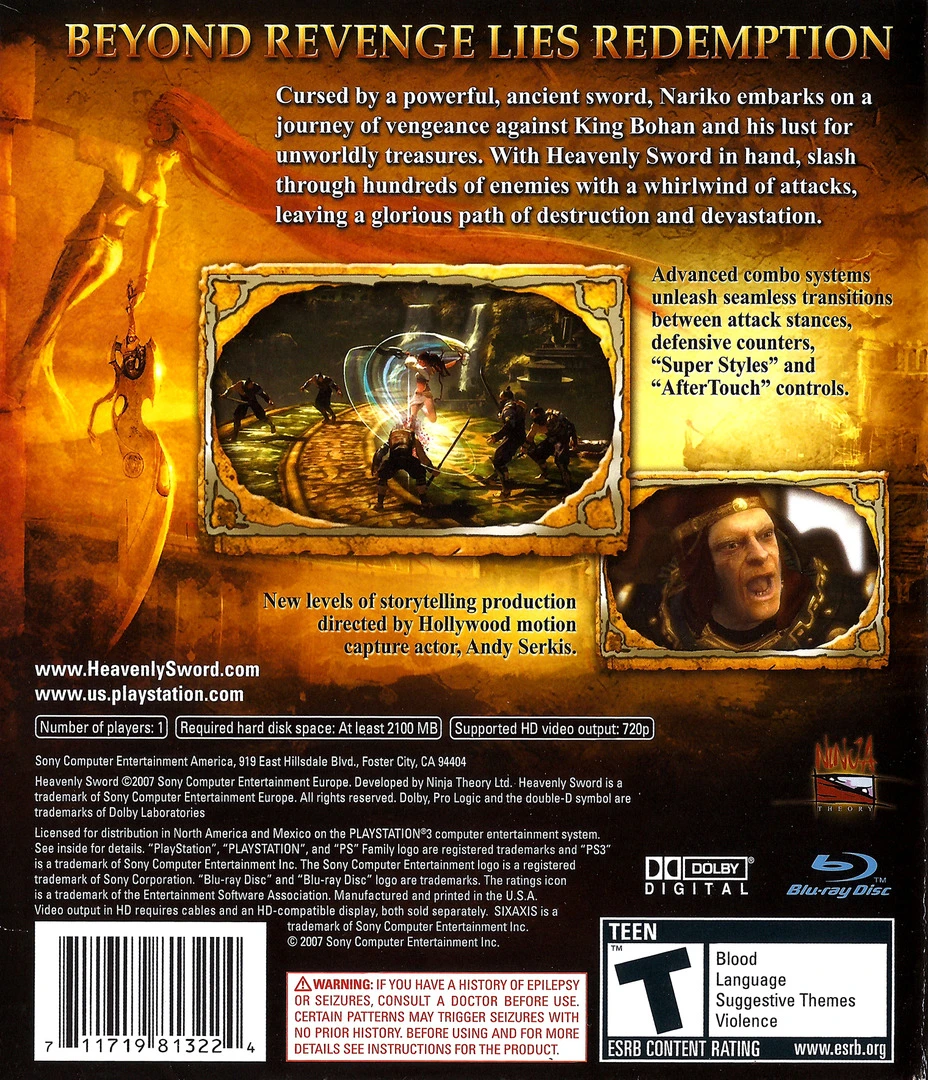 BEYOND REVENGE LIES REDEMPTION
Cursed by a powerful, ancient sword, Nariko embarks on a
journey of vengeance against King Bohan and his lust for
unworldly treasures. With Heavenly Sword in hand, slash
through hundreds of enemies with a whirlwind of attacks,
leaving a glorious path of destruction and devastation.
Advanced combo systems
unleash seamless transitions
between attack stances,
defensive counters,
“Super Styles” and
“AfterTouch” controls.
New levels of storytelling production
directed by Hollywood motion
capture actor, Andy Serkis.
www.HeavenlySword.com
www.us.playstation.com
Number of players: 1
Required hard disk space: At least 2100 MB
Supported HD video output: 720p
Sony Computer Entertainment America, 919 East Hillsdale Blvd., Foster City, CA 94404
Heavenly Sword ©2007 Sony Computer Entertainment Europe. Developed by Ninja Theory Ltd. Heavenly Sword is a
trademark of Sony Computer Entertainment Europe. All rights reserved. Dolby, Pro Logic and the double-D symbol are
trademarks of Dolby Laboratories
Licensed for distribution in North America and Mexico on the PLAYSTATION®3 computer entertainment system.
See inside for details. “PlayStation”, “PLAYSTATION”, and “PS” Family logo are registered trademarks and “PS3”
is a trademark of Sony Computer Entertainment Inc. The Sony Computer Entertainment logo is a registered
trademark of Sony Corporation. “Blu-ray Disc” and “Blu-ray Disc” logo are trademarks. The ratings icon
is a trademark of the Entertainment Software Association. Manufactured and printed in the U.S.A.
Video output in HD requires cables and an HD-compatible display, both sold separately. SIXAXIS is a
trademark of Sony Computer Entertainment Inc.
© 2007 Sony Computer Entertainment Inc.
NINJA
THEORY
DOLBY®
DIGITAL
Blu-ray Disc™
7 11719 81322 4
WARNING: IF YOU HAVE A HISTORY OF EPILEPSY
OR SEIZURES, CONSULT A DOCTOR BEFORE USE.
CERTAIN PATTERNS MAY TRIGGER SEIZURES WITH
NO PRIOR HISTORY. BEFORE USING AND FOR MORE
DETAILS SEE INSTRUCTIONS FOR THE PRODUCT.
TEEN
T™
Blood
Language
Suggestive Themes
Violence
ESRB CONTENT RATING www.esrb.org